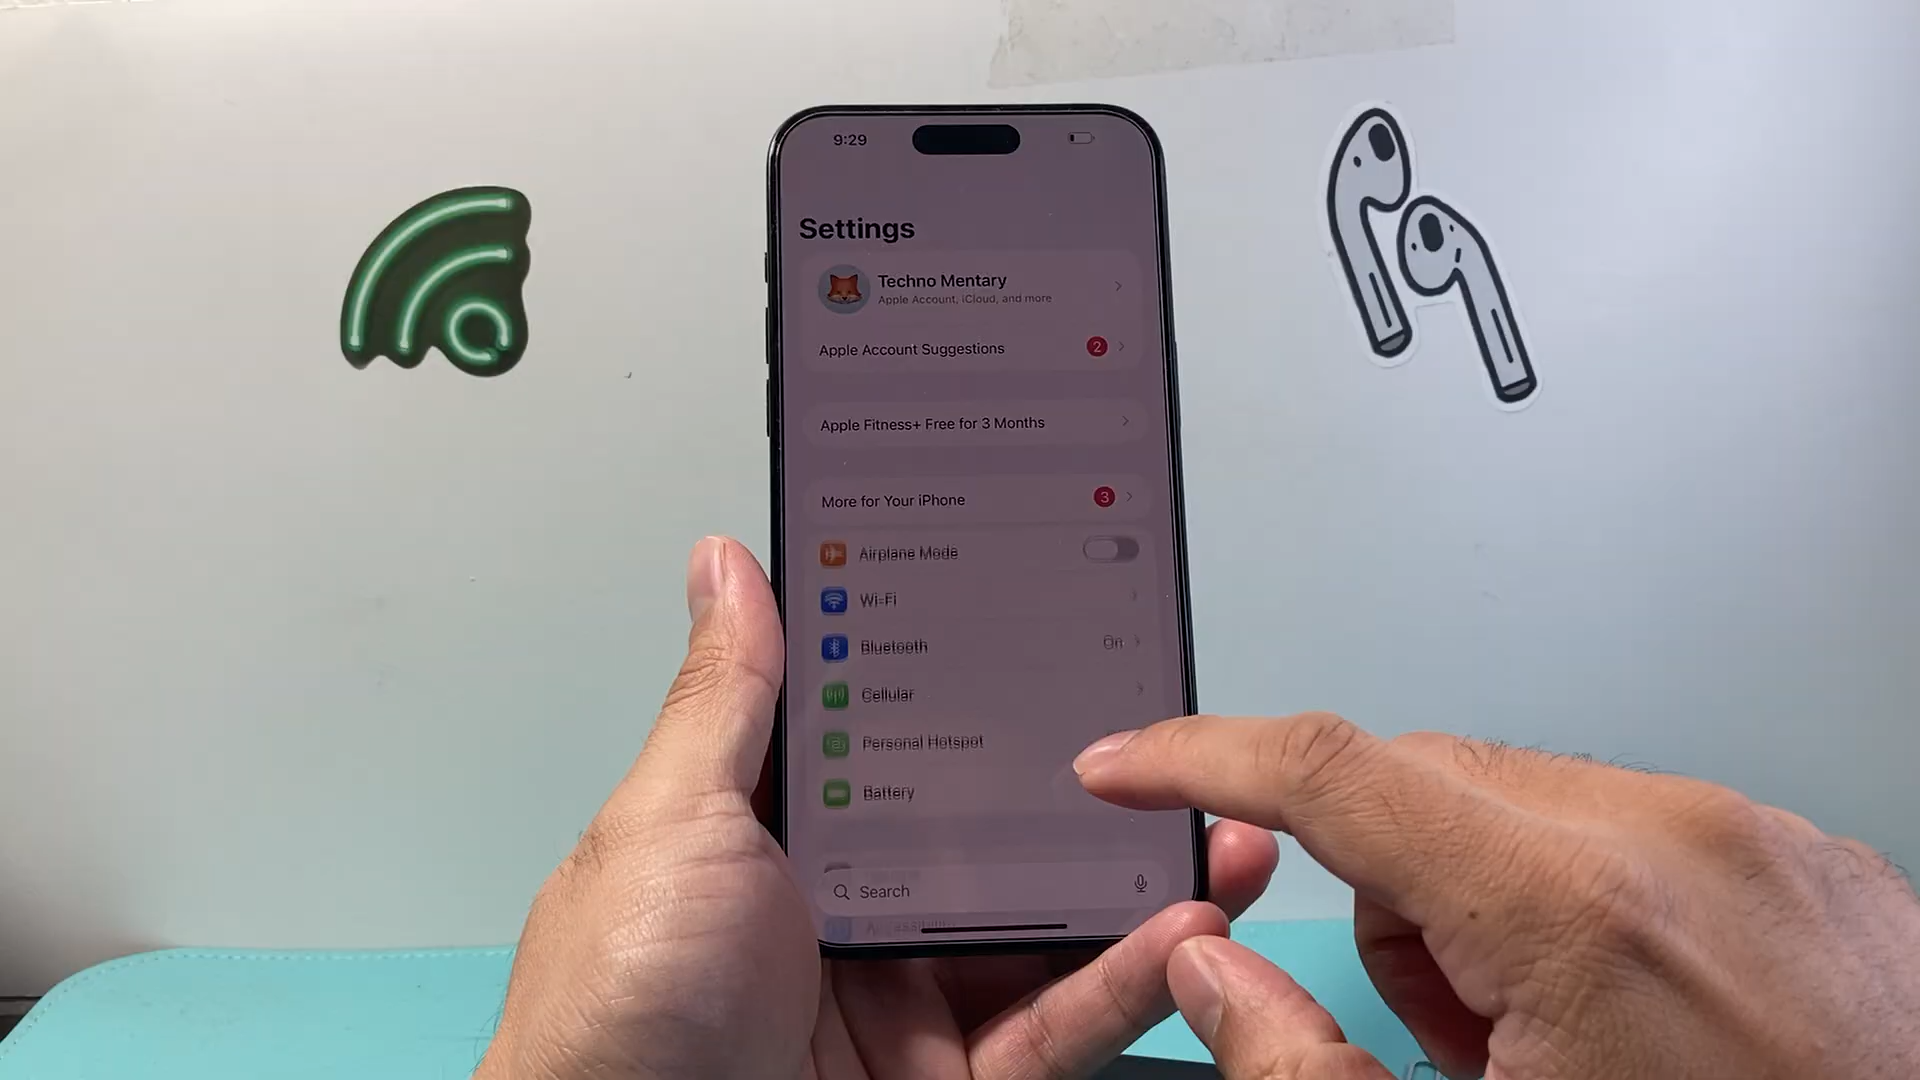 9:29
Settings
Techno Mentary
Apple Account, iCloud, and more
Apple Account Suggestions 2
Apple Fitness+ Free for 3 Months
More for Your iPhone 3
Airplane Mode
Wi-Fi
Bluetooth On
Cellular
Personal Hotspot
Battery
Search
Accessibility